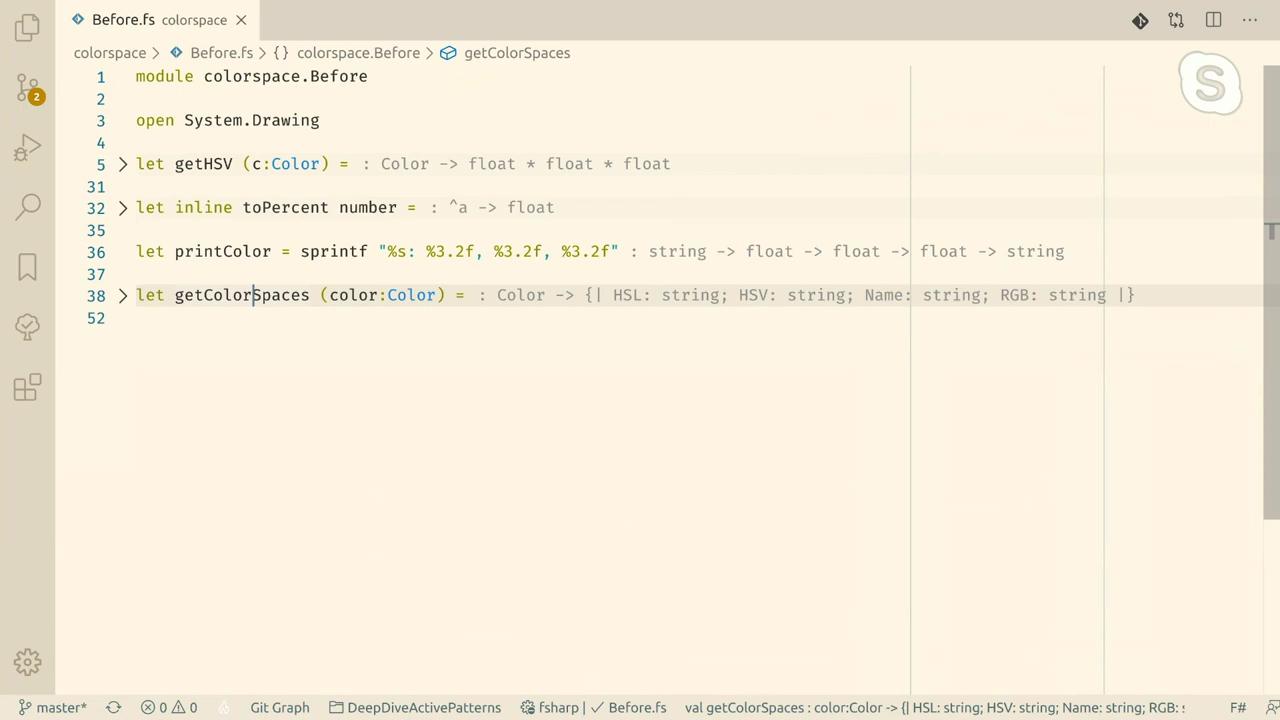 Before.fs colorspace
colorspace > Before.fs > {} colorspace.Before > getColorSpaces
S
1 module colorspace.Before
2
3 open System.Drawing
4
5 let getHSV (c:Color) = : Color -> float * float * float
31
32 let inline toPercent number = : ^a -> float
35
36 let printColor = sprintf "%s: %3.2f, %3.2f, %3.2f" : string -> float -> float -> float -> string
37
38 let getColorSpaces (color:Color) = : Color -> {| HSL: string; HSV: string; Name: string; RGB: string |}
52
2
master* 0 0 Git Graph DeepDiveActivePatterns fsharp | Before.fs val getColorSpaces : color:Color -> {| HSL: string; HSV: string; Name: string; RGB: F#